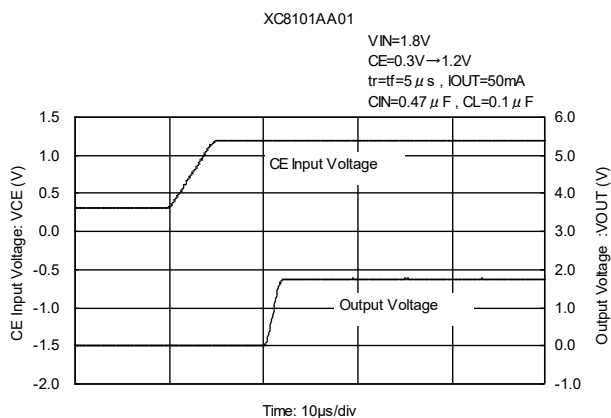 XC8101AA01
VIN=1.8V
CE=0.3V→1.2V
tr=tf=5μs , IOUT=50mA
CIN=0.47μF , CL=0.1μF
CE Input Voltage: VCE (V)
1.5
1.0
0.5
0.0
-0.5
-1.0
-1.5
-2.0
CE Input Voltage
Output Voltage
6.0
5.0
4.0
3.0
2.0
1.0
0.0
-1.0
Output Voltage :VOUT (V)
Time: 10μs/div